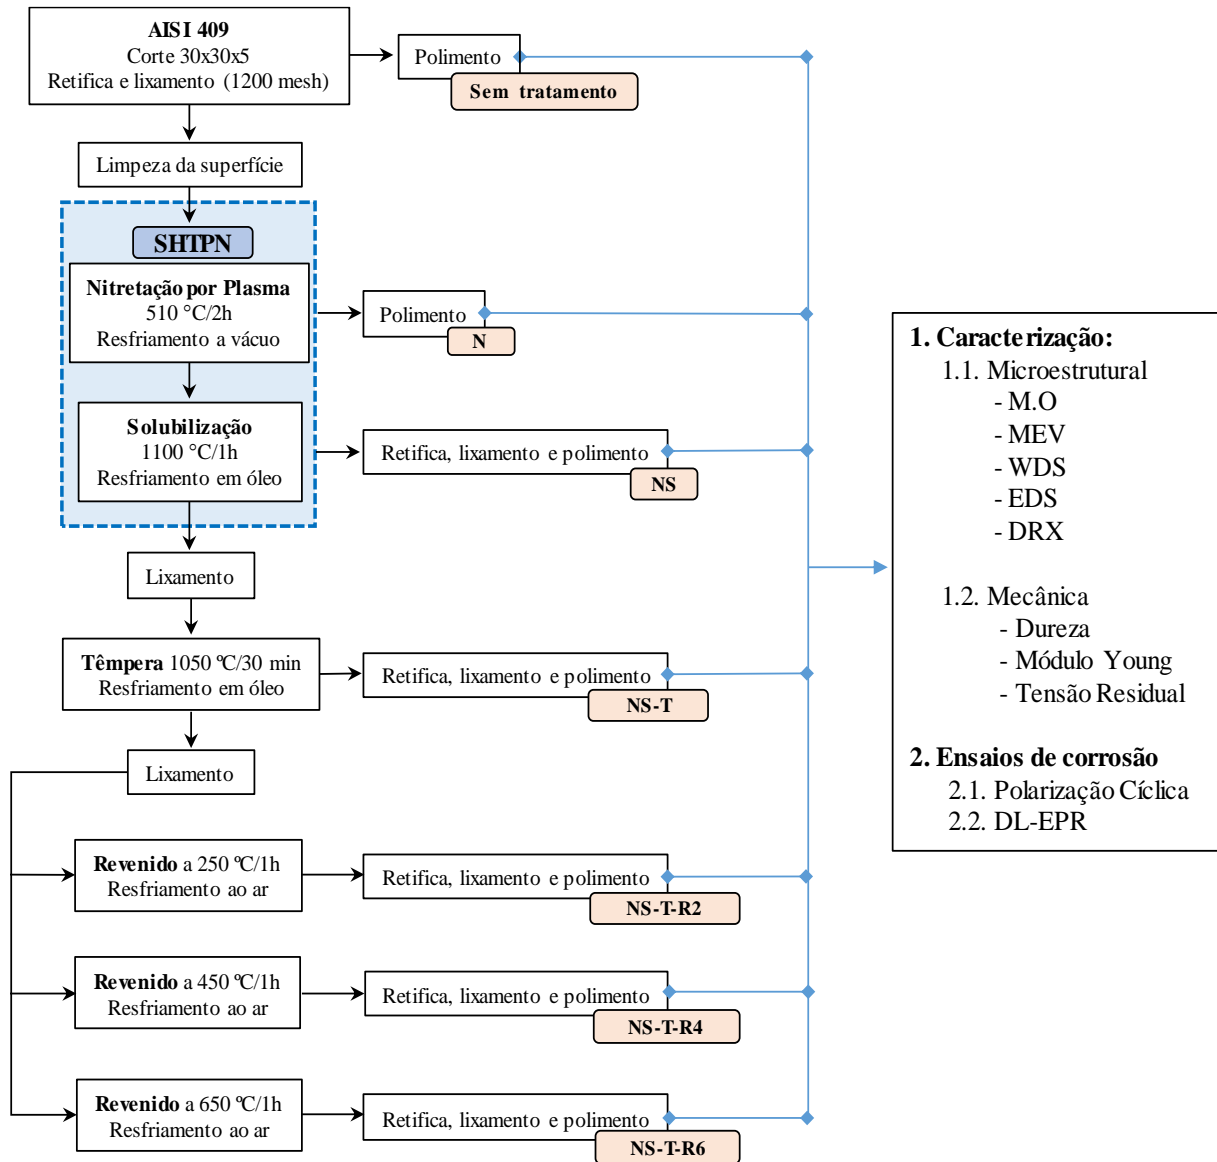 AISI 409
Corte 30x30x5
Retifica e lixamento (1200 mesh)
Polimento
Sem tratamento
Limpeza da superfície
SHTPN
Nitretação por Plasma
510 °C/2h
Resfriamento a vácuo
Polimento
N
Solubilização
1100 °C/1h
Resfriamento em óleo
Retifica, lixamento e polimento
NS
Lixamento
Têmpera 1050 ºC/30 min
Resfriamento em óleo
Retifica, lixamento e polimento
NS-T
Lixamento
Revenido a 250 ºC/1h
Resfriamento ao ar
Retifica, lixamento e polimento
NS-T-R2
Revenido a 450 ºC/1h
Resfriamento ao ar
Retifica, lixamento e polimento
NS-T-R4
Revenido a 650 ºC/1h
Resfriamento ao ar
Retifica, lixamento e polimento
NS-T-R6
1. Caracterização:
1.1. Microestrutural
- M.O
- MEV
- WDS
- EDS
- DRX
1.2. Mecânica
- Dureza
- Módulo Young
- Tensão Residual
2. Ensaios de corrosão
2.1. Polarização Cíclica
2.2. DL-EPR